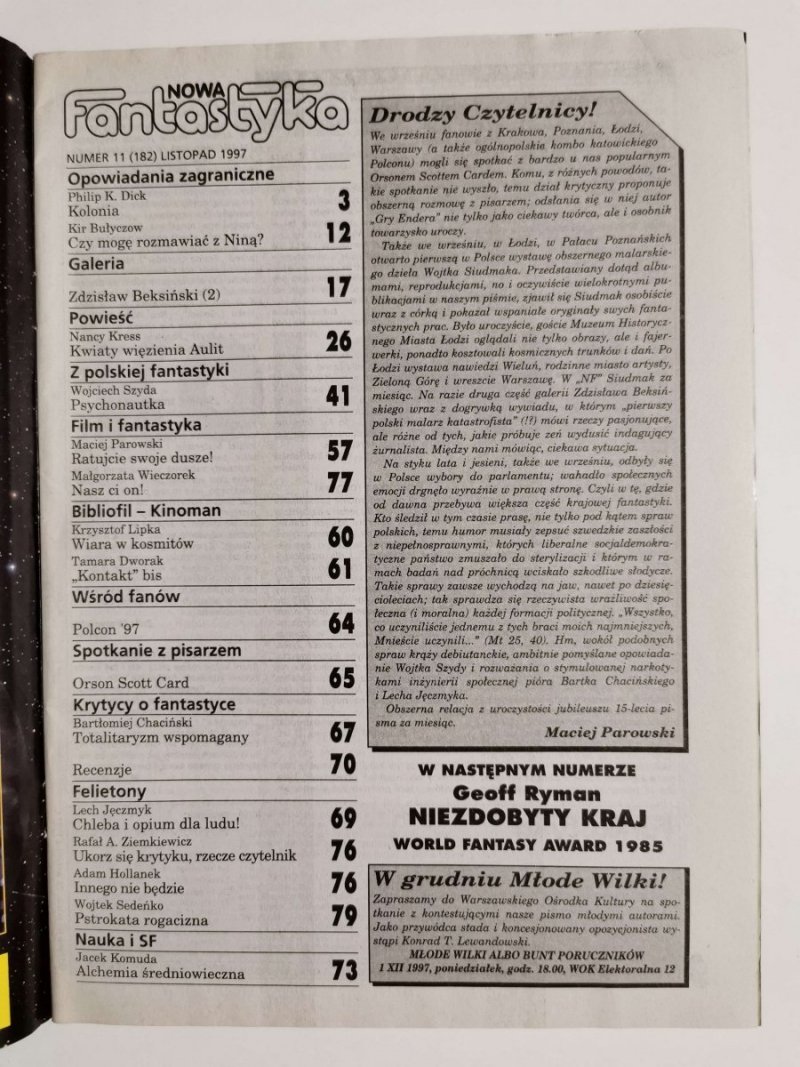 NOWA
Fantastyka
NUMER 11 (182) LISTOPAD 1997
Opowiadania zagraniczne
Philip K. Dick
Kolonia 3
Kir Bułyczow
Czy mogę rozmawiać z Niną? 12
Galeria
Zdzisław Beksiński (2) 17
Powieść
Nancy Kress
Kwiaty więzienia Aulit 26
Z polskiej fantastyki
Wojciech Szyda
Psychonautka 41
Film i fantastyka
Maciej Parowski
Ratujcie swoje dusze! 57
Małgorzata Wieczorek
Nasz ci on! 77
Bibliofil – Kinoman
Krzysztof Lipka
Wiara w kosmitów 60
Tamara Dworak
„Kontakt” bis 61
Wśród fanów
Polcon '97 64
Spotkanie z pisarzem
Orson Scott Card 65
Krytycy o fantastyce
Bartłomiej Chaciński
Totalitaryzm wspomagany 67
Recenzje 70
Felietony
Lech Jęczmyk
Chleba i opium dla ludu! 69
Rafał A. Ziemkiewicz
Ukorz się krytyku, rzecze czytelnik 76
Adam Hollanek
Innego nie będzie 76
Wojtek Sedeńko
Pstrokata rogacizna 79
Nauka i SF
Jacek Komuda
Alchemia średniowieczna 73
Drodzy Czytelnicy!
We wrześniu fanowie z Krakowa, Poznania, Łodzi,
Warszawy (a także ogólnopolskie kombo katowickiego
Polconu) mogli się spotkać z bardzo u nas popularnym
Orsonem Scottem Cardem. Komu, z różnych powodów, ta-
kie spotkanie nie wyszło, temu dział krytyczny proponuje
obszerną rozmowę z pisarzem; odsłania się w niej autor
„Gry Endera” nie tylko jako ciekawy twórca, ale i osobnik
towarzysko uroczy.
Także we wrześniu, w Łodzi, w Pałacu Poznańskich
otwarto pierwszą w Polsce wystawę obszernego malarskie-
go dzieła Wojtka Siudmaka. Przedstawiany dotąd albu-
mami, reprodukcjami, no i oczywiście wielokrotnymi pu-
blikacjami w naszym piśmie, zjawił się Siudmak osobiście
wraz z córką i pokazał wspaniałe oryginały swych fanta-
stycznych prac. Było uroczyście, goście Muzeum Historycz-
nego Miasta Łodzi oglądali nie tylko obrazy, ale i fajer-
werki, ponadto kosztowali kosmicznych trunków i dań. Po
Łodzi wystawa nawiedzi Wieluń, rodzinne miasto artysty,
Zieloną Górę i wreszcie Warszawę. W „NF” Siudmak za
miesiąc. Na razie druga część galerii Zdzisława Beksiń-
skiego wraz z dogrywką wywiadu, w którym „pierwszy
polski malarz katastrofista” (!?) mówi rzeczy pasjonujące,
ale różne od tych, jakie próbuje zeń wydusić indagujący
żurnalista. Między nami mówiąc, ciekawa sytuacja.
Na styku lata i jesieni, także we wrześniu, odbyły się
w Polsce wybory do parlamentu; wahadło społecznych
emocji drgnęło wyraźnie w prawą stronę. Czyli w tę, gdzie
od dawna przebywa większa część krajowej fantastyki.
Kto śledził w tym czasie prasę, nie tylko pod kątem spraw
polskich, temu humor musiały zepsuć szwedzkie zaszłości
z niepełnosprawnymi, których liberalne socjaldemokra-
tyczne państwo zmuszało do sterylizacji i którym w ra-
mach badań nad próchnicą wciskało szkodliwe słodycze.
Takie sprawy zawsze wychodzą na jaw, nawet po dziesię-
cioleciach; tak sprawdza się rzeczywista wrażliwość spo-
łeczna (i moralna) każdej formacji politycznej. „Wszystko,
co uczyniliście jednemu z tych braci moich najmniejszych,
Mnieście uczynili...” (Mt 25, 40). Hm, wokół podobnych
spraw krąży debiutanckie, ambitnie pomyślane opowiada-
nie Wojtka Szydy i rozważania o stymulowanej narkoty-
kami inżynierii społecznej pióra Bartka Chacińskiego
i Lecha Jęczmyka.
Obszerna relacja z uroczystości jubileuszu 15-lecia pi-
sma za miesiąc.
Maciej Parowski
W NASTĘPNYM NUMERZE
Geoff Ryman
NIEZDOBYTY KRAJ
WORLD FANTASY AWARD 1985
W grudniu Młode Wilki!
Zapraszamy do Warszawskiego Ośrodka Kultury na spo-
tkanie z kontestującymi nasze pismo młodymi autorami.
Jako przywódca stada i koncesjonowany opozycjonista wy-
stąpi Konrad T. Lewandowski.
MŁODE WILKI ALBO BUNT PORUCZNIKÓW
1 XII 1997, poniedziałek, godz. 18.00, WOK Elektoralna 12